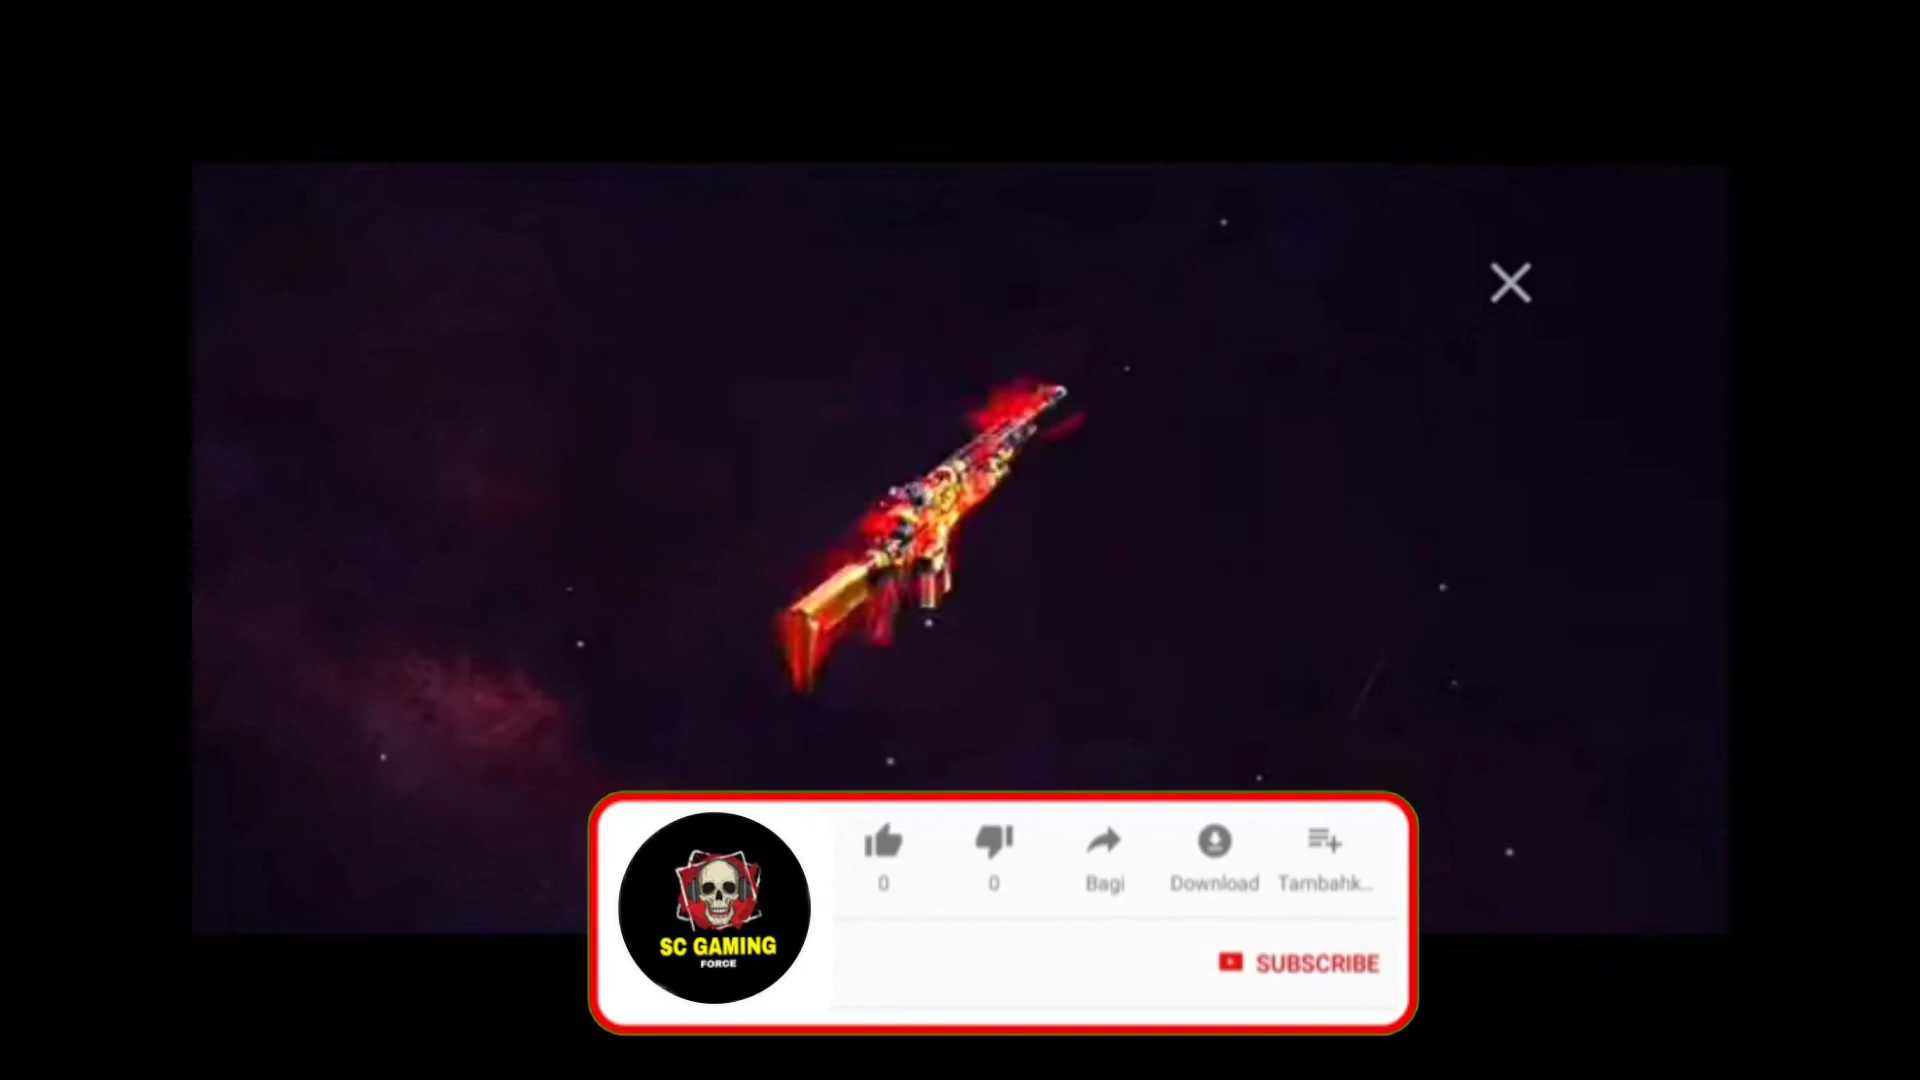 0
0
Bagi
Download
Tambahk...
SC GAMING
FORCE
SUBSCRIBE